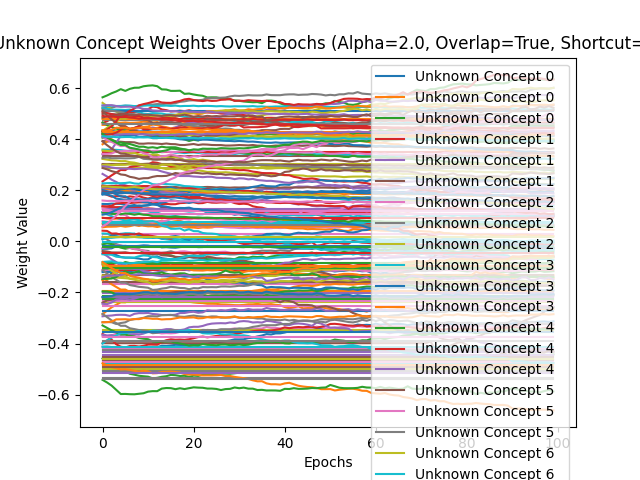 Unknown Concept Weights Over Epochs (Alpha=2.0, Overlap=True, Shortcut=
Weight Value
0.6
0.4
0.2
0.0
−0.2
−0.4
−0.6
0
20
40
60
80
100
Epochs
Unknown Concept 0
Unknown Concept 0
Unknown Concept 0
Unknown Concept 1
Unknown Concept 1
Unknown Concept 1
Unknown Concept 2
Unknown Concept 2
Unknown Concept 2
Unknown Concept 3
Unknown Concept 3
Unknown Concept 3
Unknown Concept 4
Unknown Concept 4
Unknown Concept 4
Unknown Concept 5
Unknown Concept 5
Unknown Concept 5
Unknown Concept 6
Unknown Concept 6